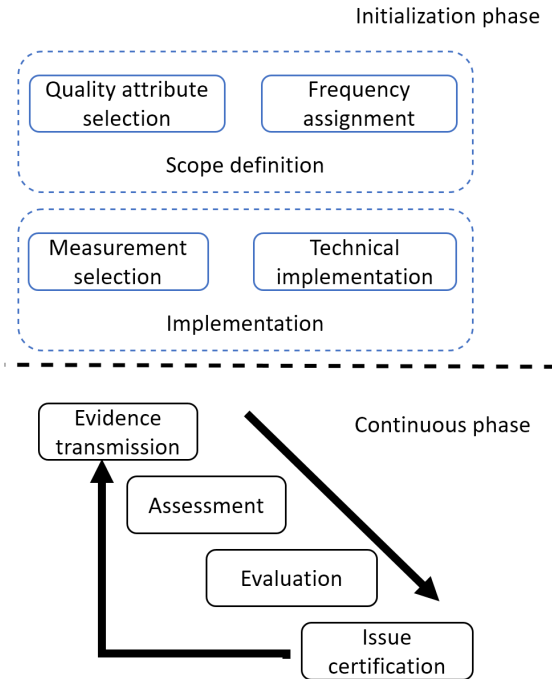 Initialization phase
Quality attribute
selection
Frequency
assignment
Scope definition
Measurement
selection
Technical
implementation
Implementation
Evidence
transmission
Continuous phase
Assessment
Evaluation
Issue
certification